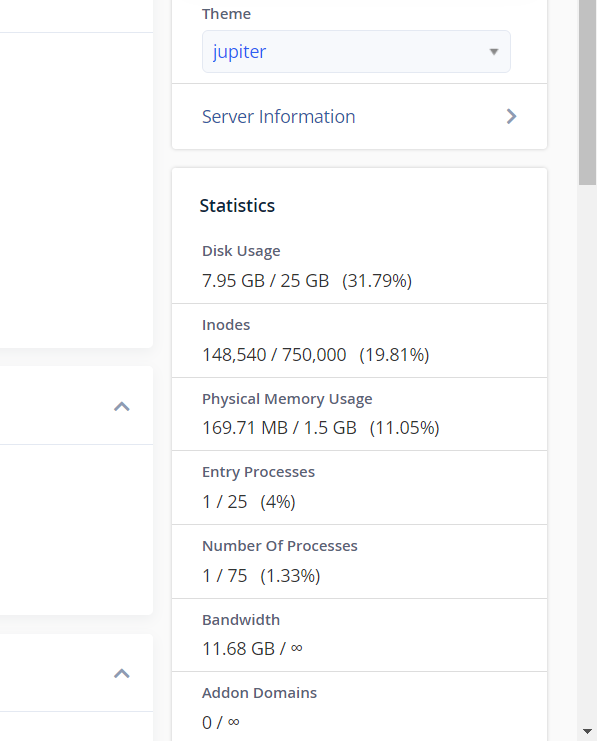 Theme
jupiter
Server Information
Statistics
Disk Usage
7.95 GB / 25 GB (31.79%)
Inodes
148,540 / 750,000 (19.81%)
Physical Memory Usage
169.71 MB / 1.5 GB (11.05%)
Entry Processes
1 / 25 (4%)
Number Of Processes
1 / 75 (1.33%)
Bandwidth
11.68 GB / ∞
Addon Domains
0 / ∞